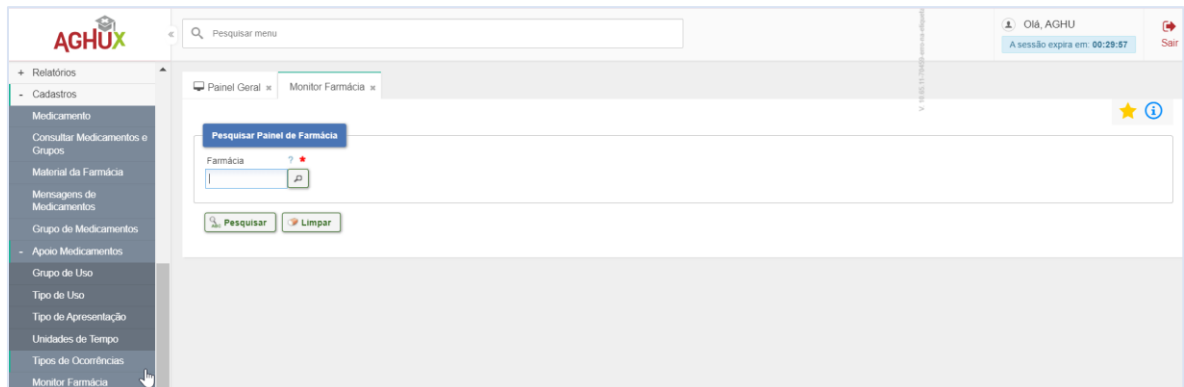 AGHUX
«
Pesquisar menu
Olá, AGHU
A sessão expira em: 00:29:57
Sair
+ Relatórios
- Cadastros
Medicamento
Consultar Medicamentos e
Grupos
Material da Farmácia
Mensagens de
Medicamentos
Grupo de Medicamentos
- Apoio Medicamentos
Grupo de Uso
Tipo de Uso
Tipo de Apresentação
Unidades de Tempo
Tipos de Ocorrências
Monitor Farmácia
Painel Geral ×
Monitor Farmácia ×
Pesquisar Painel de Farmácia
Farmácia ? *
Pesquisar
Limpar